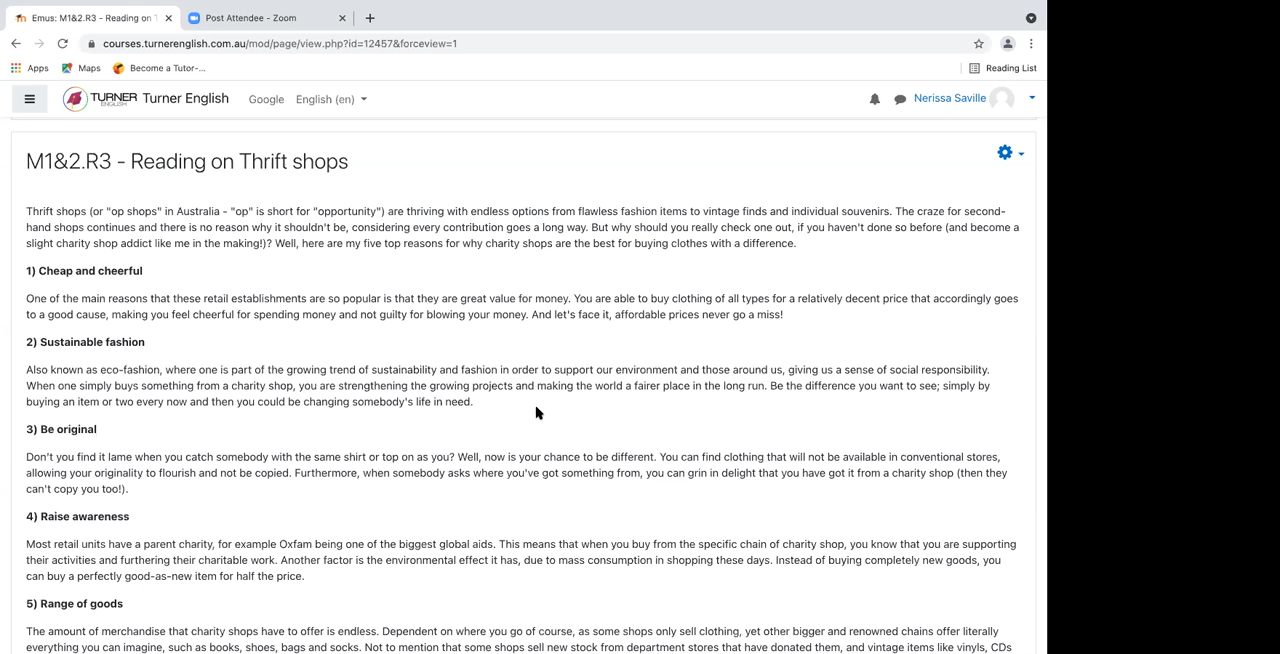 Emus: M1&2.R3 - Reading on T
Post Attendee - Zoom
courses.turnerenglish.com.au/mod/page/view.php?id=12457&forceview=1
Apps
Maps
Become a Tutor-...
Reading List
TURNER
ENGLISH
Turner English
Google
English (en)
Nerissa Saville
M1&2.R3 - Reading on Thrift shops
Thrift shops (or "op shops" in Australia - "op" is short for "opportunity") are thriving with endless options from flawless fashion items to vintage finds and individual souvenirs. The craze for second-
hand shops continues and there is no reason why it shouldn't be, considering every contribution goes a long way. But why should you really check one out, if you haven't done so before (and become a
slight charity shop addict like me in the making!)? Well, here are my five top reasons for why charity shops are the best for buying clothes with a difference.
1) Cheap and cheerful
One of the main reasons that these retail establishments are so popular is that they are great value for money. You are able to buy clothing of all types for a relatively decent price that accordingly goes
to a good cause, making you feel cheerful for spending money and not guilty for blowing your money. And let's face it, affordable prices never go a miss!
2) Sustainable fashion
Also known as eco-fashion, where one is part of the growing trend of sustainability and fashion in order to support our environment and those around us, giving us a sense of social responsibility.
When one simply buys something from a charity shop, you are strengthening the growing projects and making the world a fairer place in the long run. Be the difference you want to see; simply by
buying an item or two every now and then you could be changing somebody's life in need.
3) Be original
Don't you find it lame when you catch somebody with the same shirt or top on as you? Well, now is your chance to be different. You can find clothing that will not be available in conventional stores,
allowing your originality to flourish and not be copied. Furthermore, when somebody asks where you've got something from, you can grin in delight that you have got it from a charity shop (then they
can't copy you too!).
4) Raise awareness
Most retail units have a parent charity, for example Oxfam being one of the biggest global aids. This means that when you buy from the specific chain of charity shop, you know that you are supporting
their activities and furthering their charitable work. Another factor is the environmental effect it has, due to mass consumption in shopping these days. Instead of buying completely new goods, you
can buy a perfectly good-as-new item for half the price.
5) Range of goods
The amount of merchandise that charity shops have to offer is endless. Dependent on where you go of course, as some shops only sell clothing, yet other bigger and renowned chains offer literally
everything you can imagine, such as books, shoes, bags and socks. Not to mention that some shops sell new stock from department stores that have donated them, and vintage items like vinyls, CDs